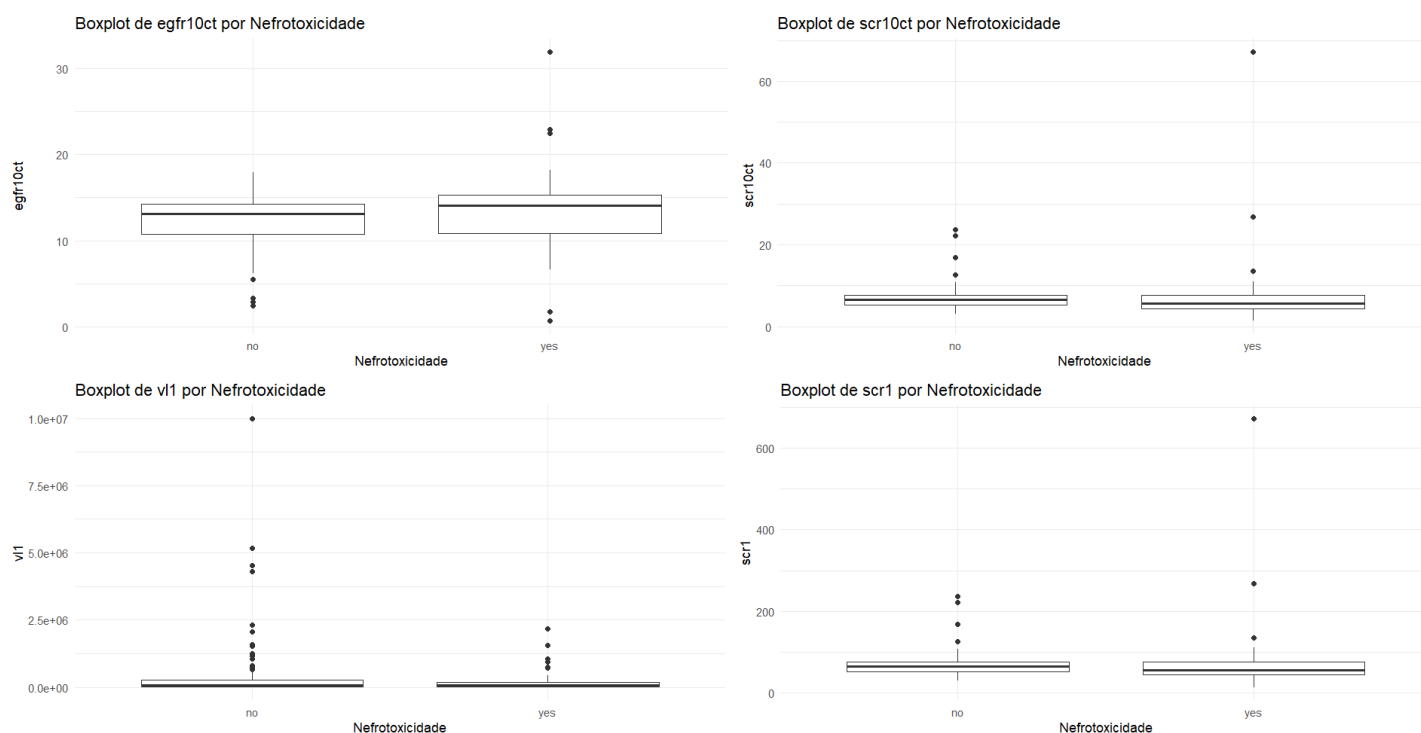 Boxplot de egfr10ct por Nefrotoxicidade
30
20
10
0
egfr10ct
no
yes
Nefrotoxicidade
Boxplot de scr10ct por Nefrotoxicidade
60
40
20
0
scr10ct
no
yes
Nefrotoxicidade
Boxplot de vl1 por Nefrotoxicidade
1.0e+07
7.5e+06
5.0e+06
2.5e+06
0.0e+00
vl1
no
yes
Nefrotoxicidade
Boxplot de scr1 por Nefrotoxicidade
600
400
200
0
scr1
no
yes
Nefrotoxicidade